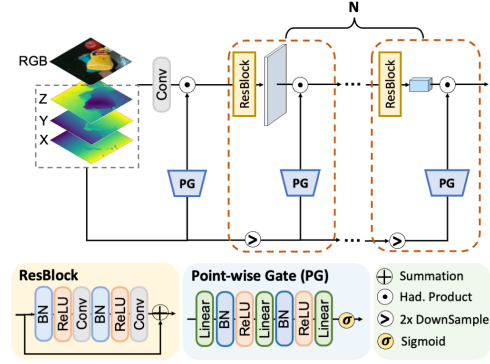 N
RGB
Z
Y
X
Conv
ResBlock
...
ResBlock
PG
PG
...
PG
>
...
>
ResBlock
BN
ReLU
Conv
BN
ReLU
Conv
Point-wise Gate (PG)
Linear
BN
ReLU
Linear
BN
ReLU
Linear
σ
Summation
Had. Product
> 2x DownSample
σ Sigmoid